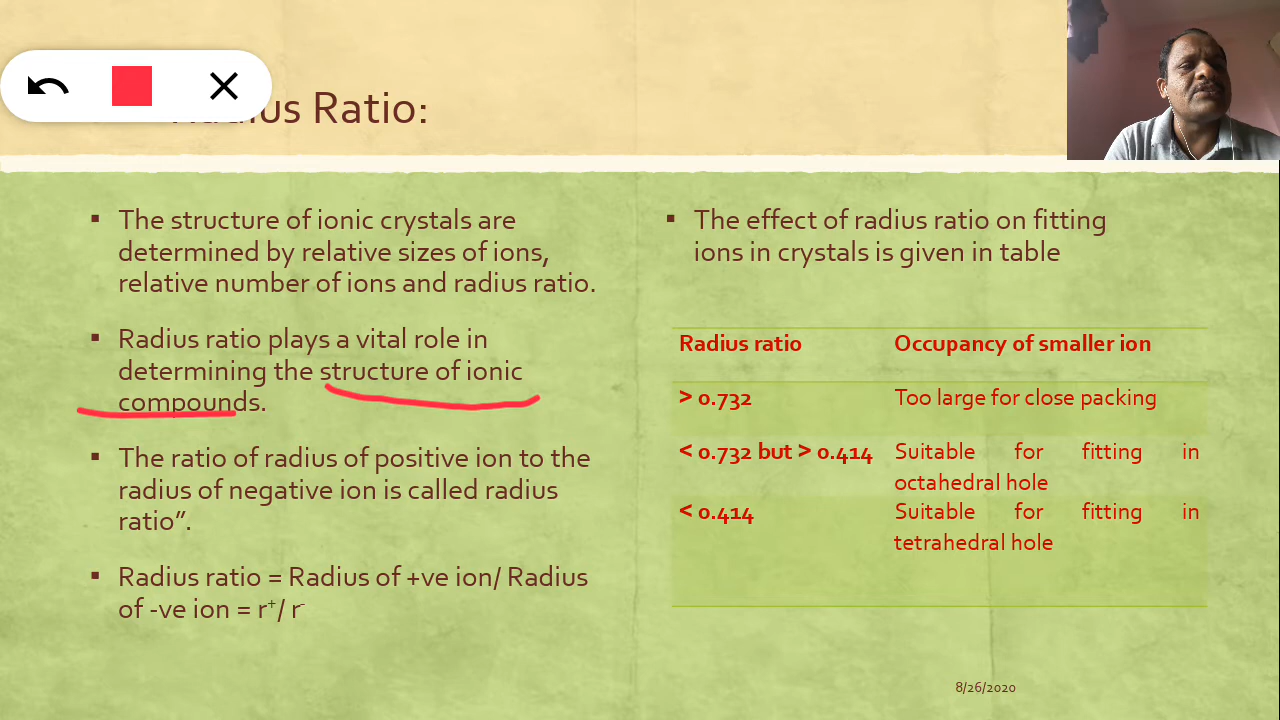 Radius Ratio:
▪ The structure of ionic crystals are
determined by relative sizes of ions,
relative number of ions and radius ratio.
▪ Radius ratio plays a vital role in
determining the structure of ionic
compounds.
▪ The ratio of radius of positive ion to the
radius of negative ion is called radius
ratio”.
▪ Radius ratio = Radius of +ve ion/ Radius
of -ve ion = r⁺/ r⁻
▪ The effect of radius ratio on fitting
ions in crystals is given in table
Radius ratio Occupancy of smaller ion
> 0.732 Too large for close packing
< 0.732 but > 0.414 Suitable for fitting in
octahedral hole
< 0.414 Suitable for fitting in
tetrahedral hole
8/26/2020